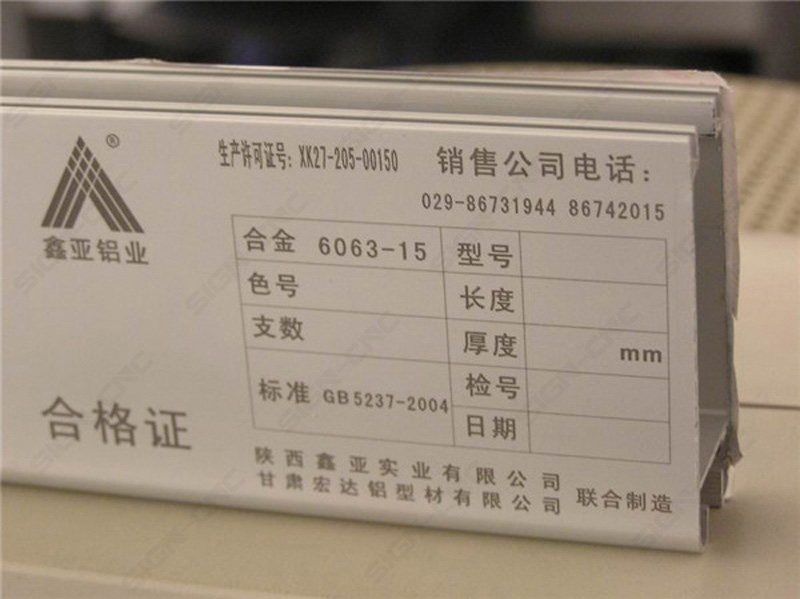 ®
鑫亚铝业
合格证
生产许可证号: XK27-205-00150
销售公司电话:
029-86731944 86742015
合金 6063-15 型号
色号 长度
支数 厚度 mm
标准 GB5237-2004 检号
日期
陕西鑫亚实业有限公司
甘肃宏达铝型材有限公司 联合制造
SIGN-CNC